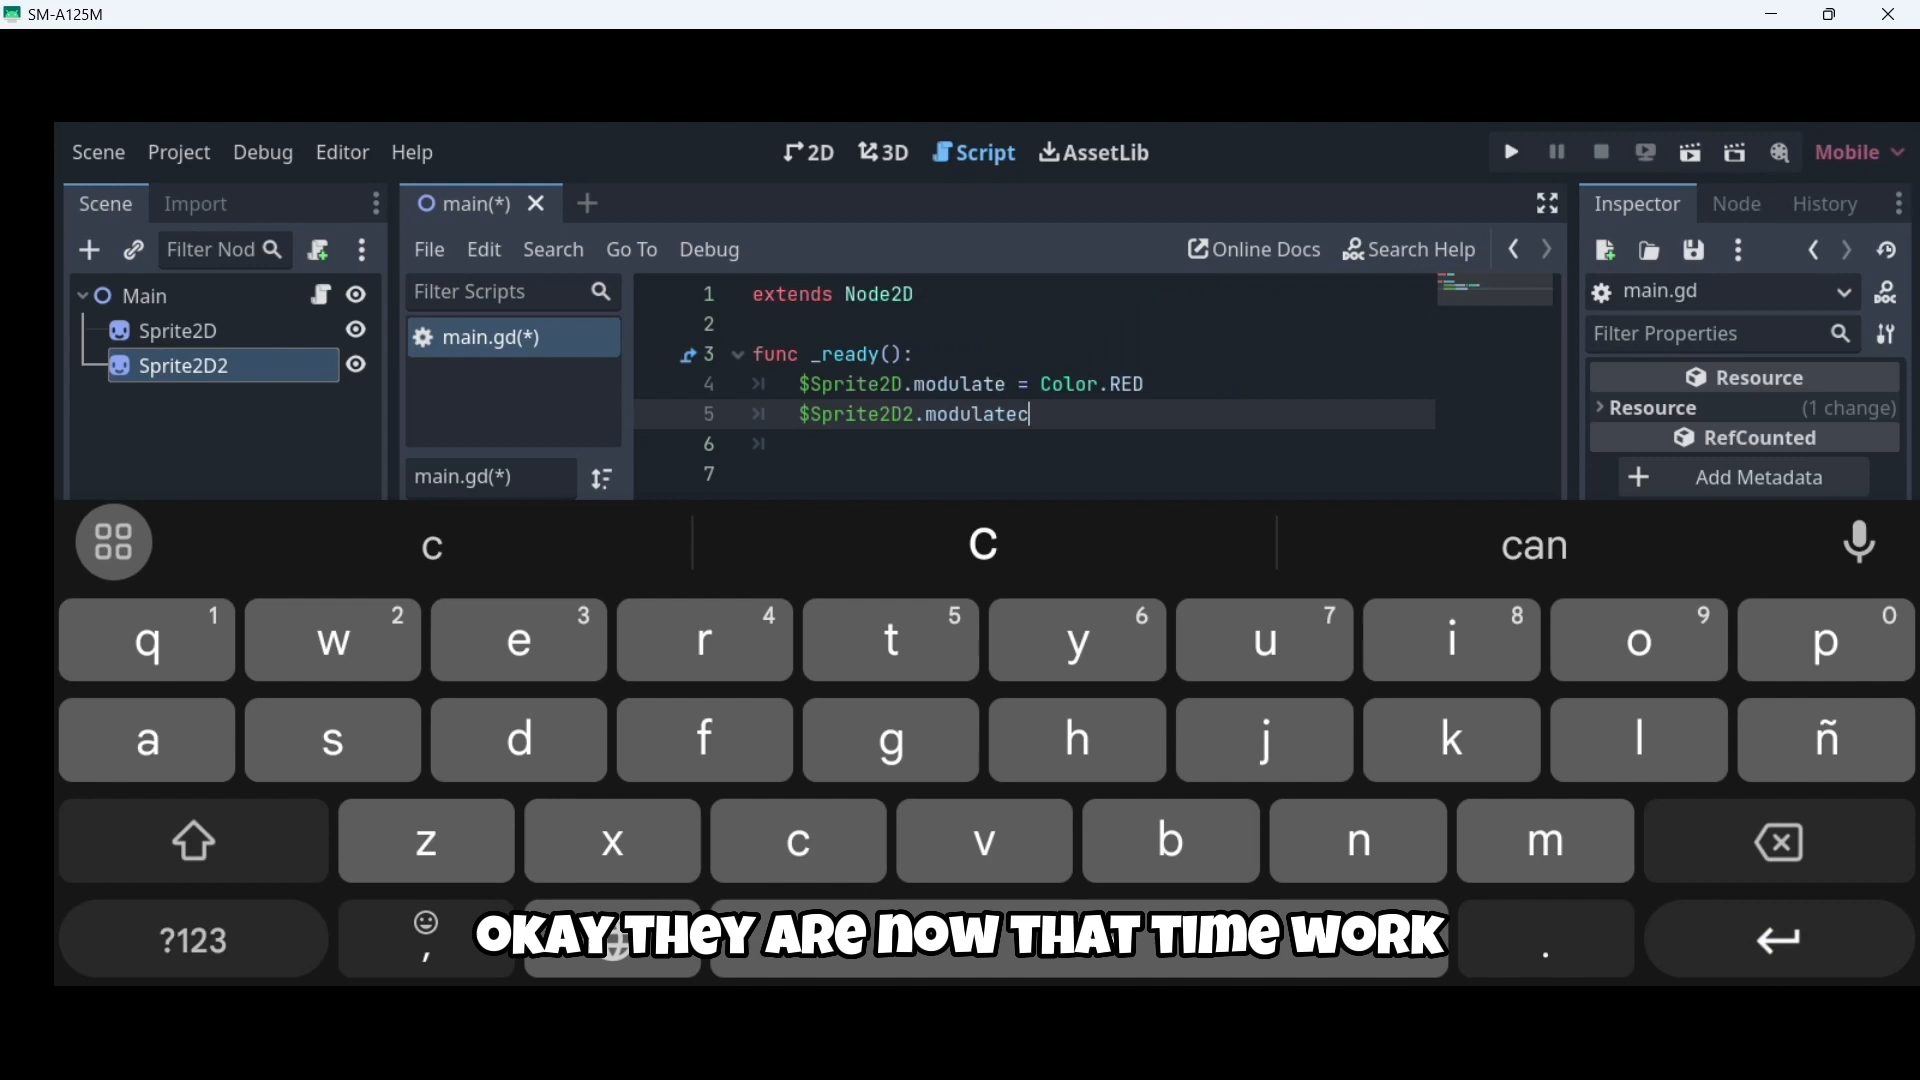 SM-A125M
Scene Project Debug Editor Help 2D 3D Script AssetLib Mobile
Scene Import main(*) Inspector Node History
Filter Nod File Edit Search Go To Debug Online Docs Search Help
Main Filter Scripts 1 extends Node2D main.gd
DOC
Sprite2D main.gd(*) 2 Filter Properties
3 func _ready():
Sprite2D2 4 $Sprite2D.modulate = Color.RED Resource
5 $Sprite2D2.modulatec Resource (1 change)
6 RefCounted
main.gd(*) 7 Add Metadata
c C can
q 1 w 2 e 3 r 4 t 5 y 6 u 7 i 8 o 9 p 0
a s d f g h j k l ñ
z x c v b n m
?123 , .
OKAY THEY ARE NOW THAT TIME WORK